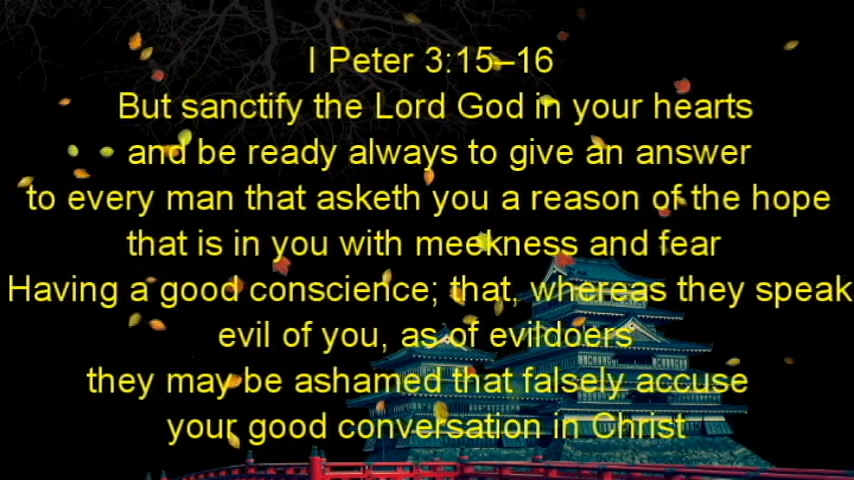 I Peter 3:15–16
But sanctify the Lord God in your hearts
and be ready always to give an answer
to every man that asketh you a reason of the hope
that is in you with meekness and fear
Having a good conscience; that, whereas they speak
evil of you, as of evildoers
they may be ashamed that falsely accuse
your good conversation in Christ